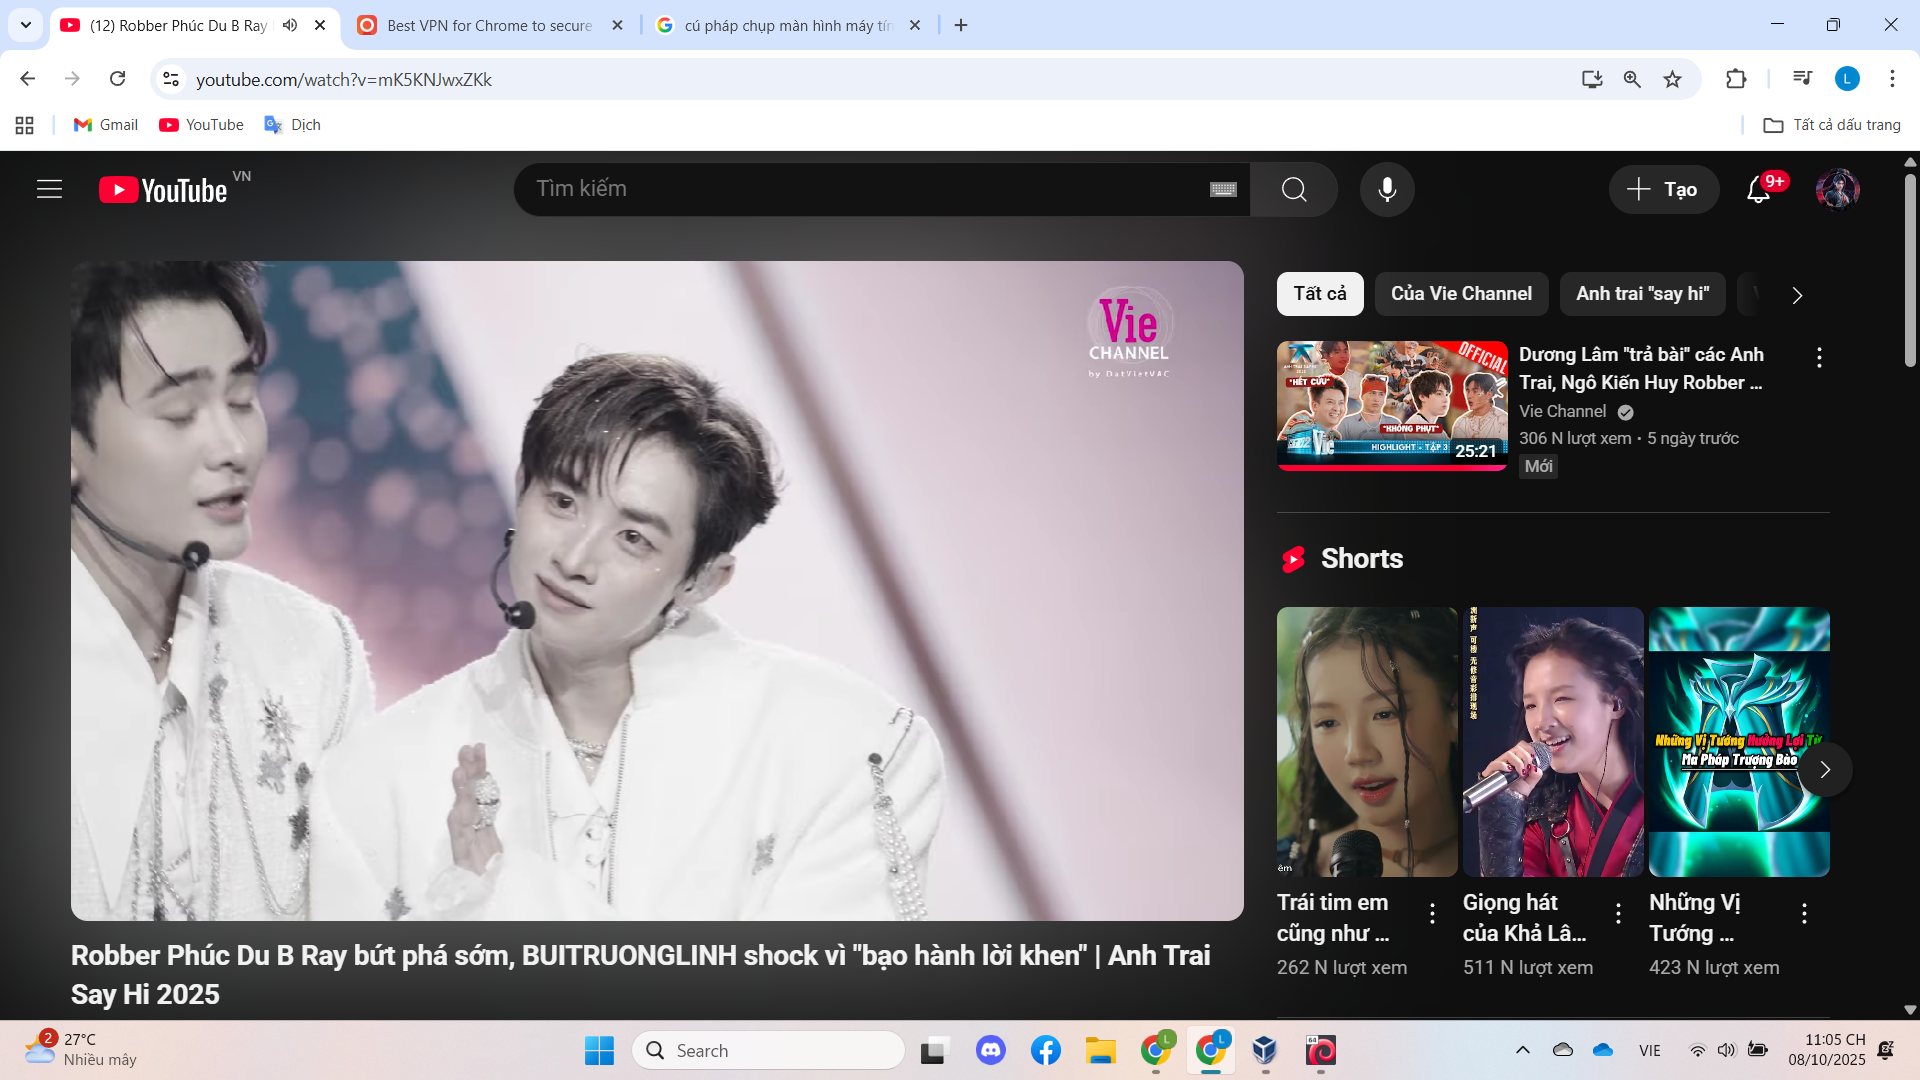 (12) Robber Phúc Du B Ray
Best VPN for Chrome to secure
cú pháp chụp màn hình máy tín
youtube.com/watch?v=mK5KNJwxZKk
L
Gmail
YouTube
Dịch
Tất cả dấu trang
YouTube VN
Tìm kiếm
Tạo
9+
Vie
CHANNEL
by DatVietVAC
Tất cả
Của Vie Channel
Anh trai "say hi"
OFFICIAL
"HẾT CỨU"
"KHÔNG PHỤT"
Vie
HIGHLIGHT - TẬP 3
25:21
Dương Lâm "trả bài" các Anh
Trai, Ngô Kiến Huy Robber ...
Vie Channel
306 N lượt xem • 5 ngày trước
Mới
Shorts
êm
Những Vị Tướng Hưởng Lợi Từ
Ma Pháp Trượng Bão
Trái tim em
cũng như ...
262 N lượt xem
Giọng hát
của Khả Lâ...
511 N lượt xem
Những Vị
Tướng ...
423 N lượt xem
Robber Phúc Du B Ray bứt phá sớm, BUITRUONGLINH shock vì "bạo hành lời khen" | Anh Trai
Say Hi 2025
2
27°C
Nhiều mây
Search
L
L
64
VIE
11:05 CH
08/10/2025